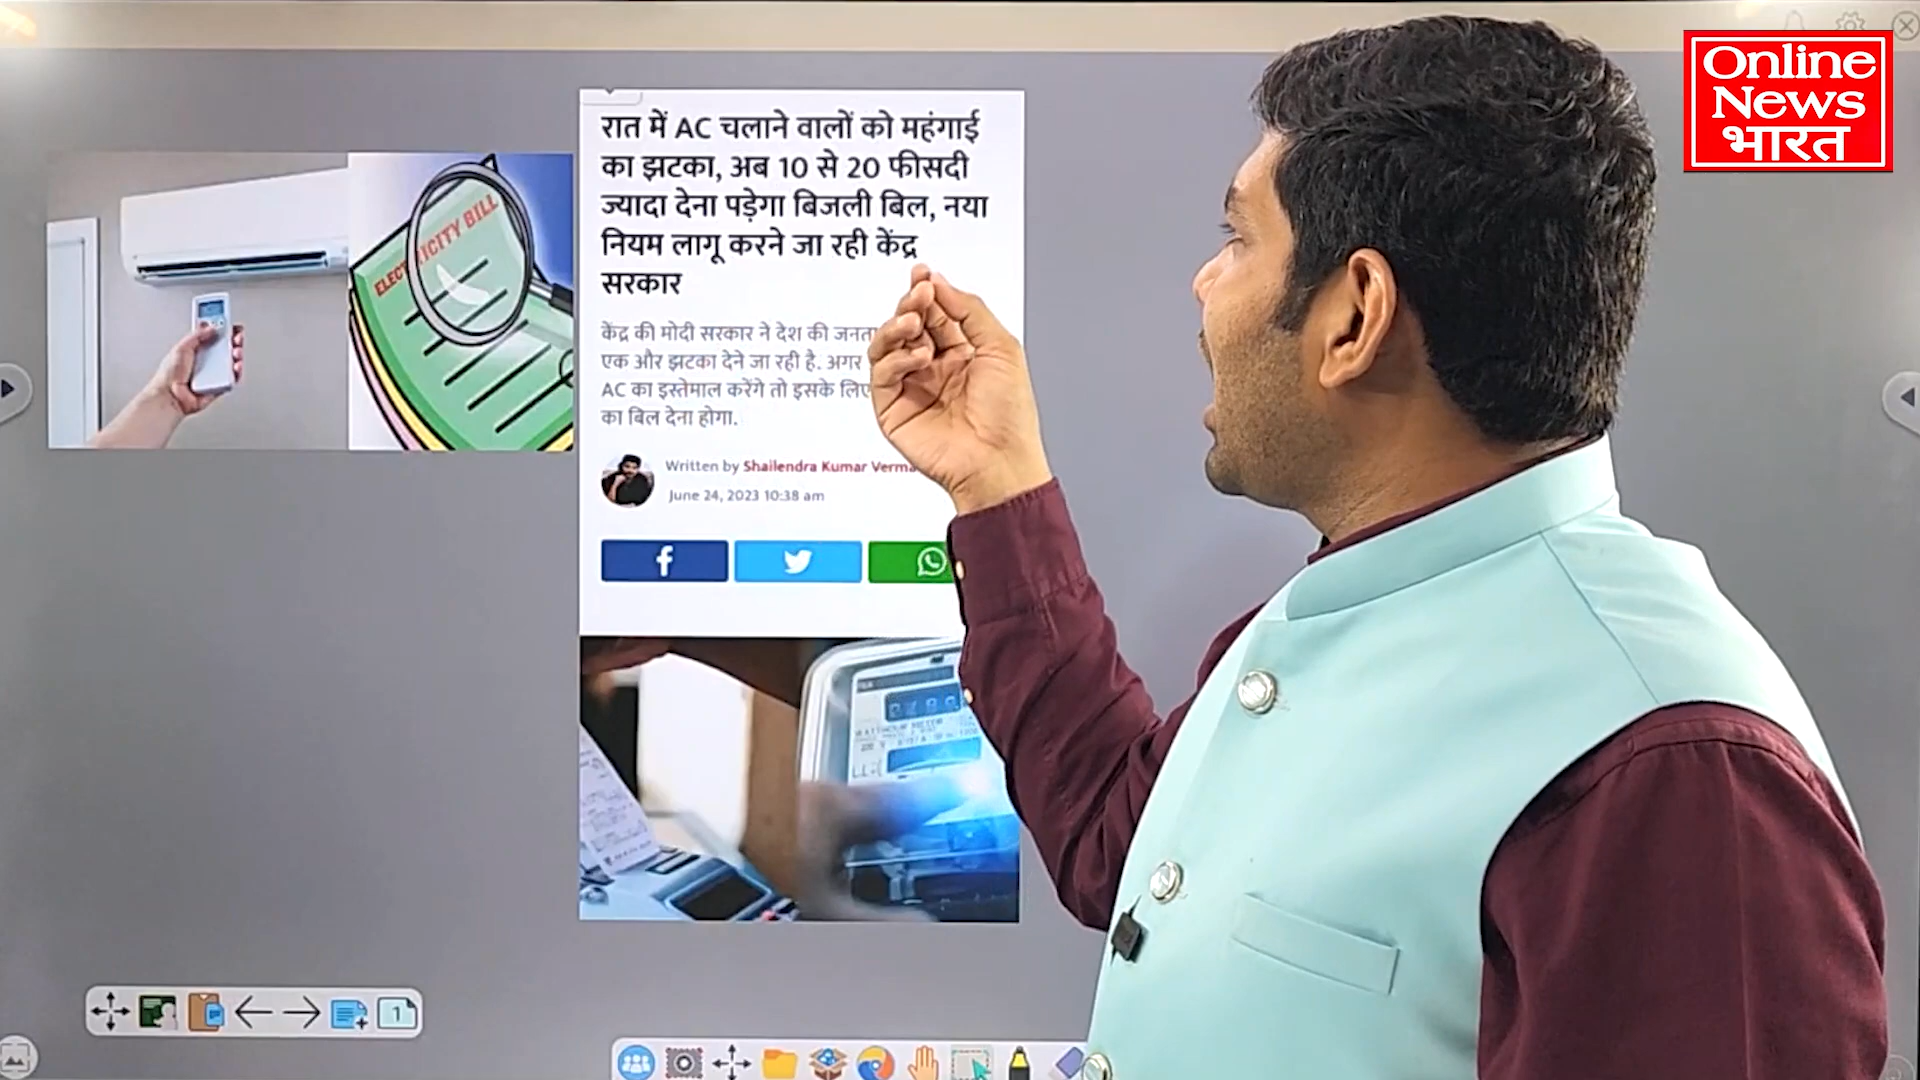 Online
News
भारत
ELECTRICITY BILL
रात में AC चलाने वालों को महंगाई
का झटका, अब 10 से 20 फीसदी
ज्यादा देना पड़ेगा बिजली बिल, नया
नियम लागू करने जा रही केंद्र
सरकार
केंद्र की मोदी सरकार ने देश की जनता
एक और झटका देने जा रही है. अगर
AC का इस्तेमाल करेंगे तो इसके लिए
का बिल देना होगा.
Written by Shailendra Kumar Verma
June 24, 2023 10:38 am
WATTHOUR METER
1